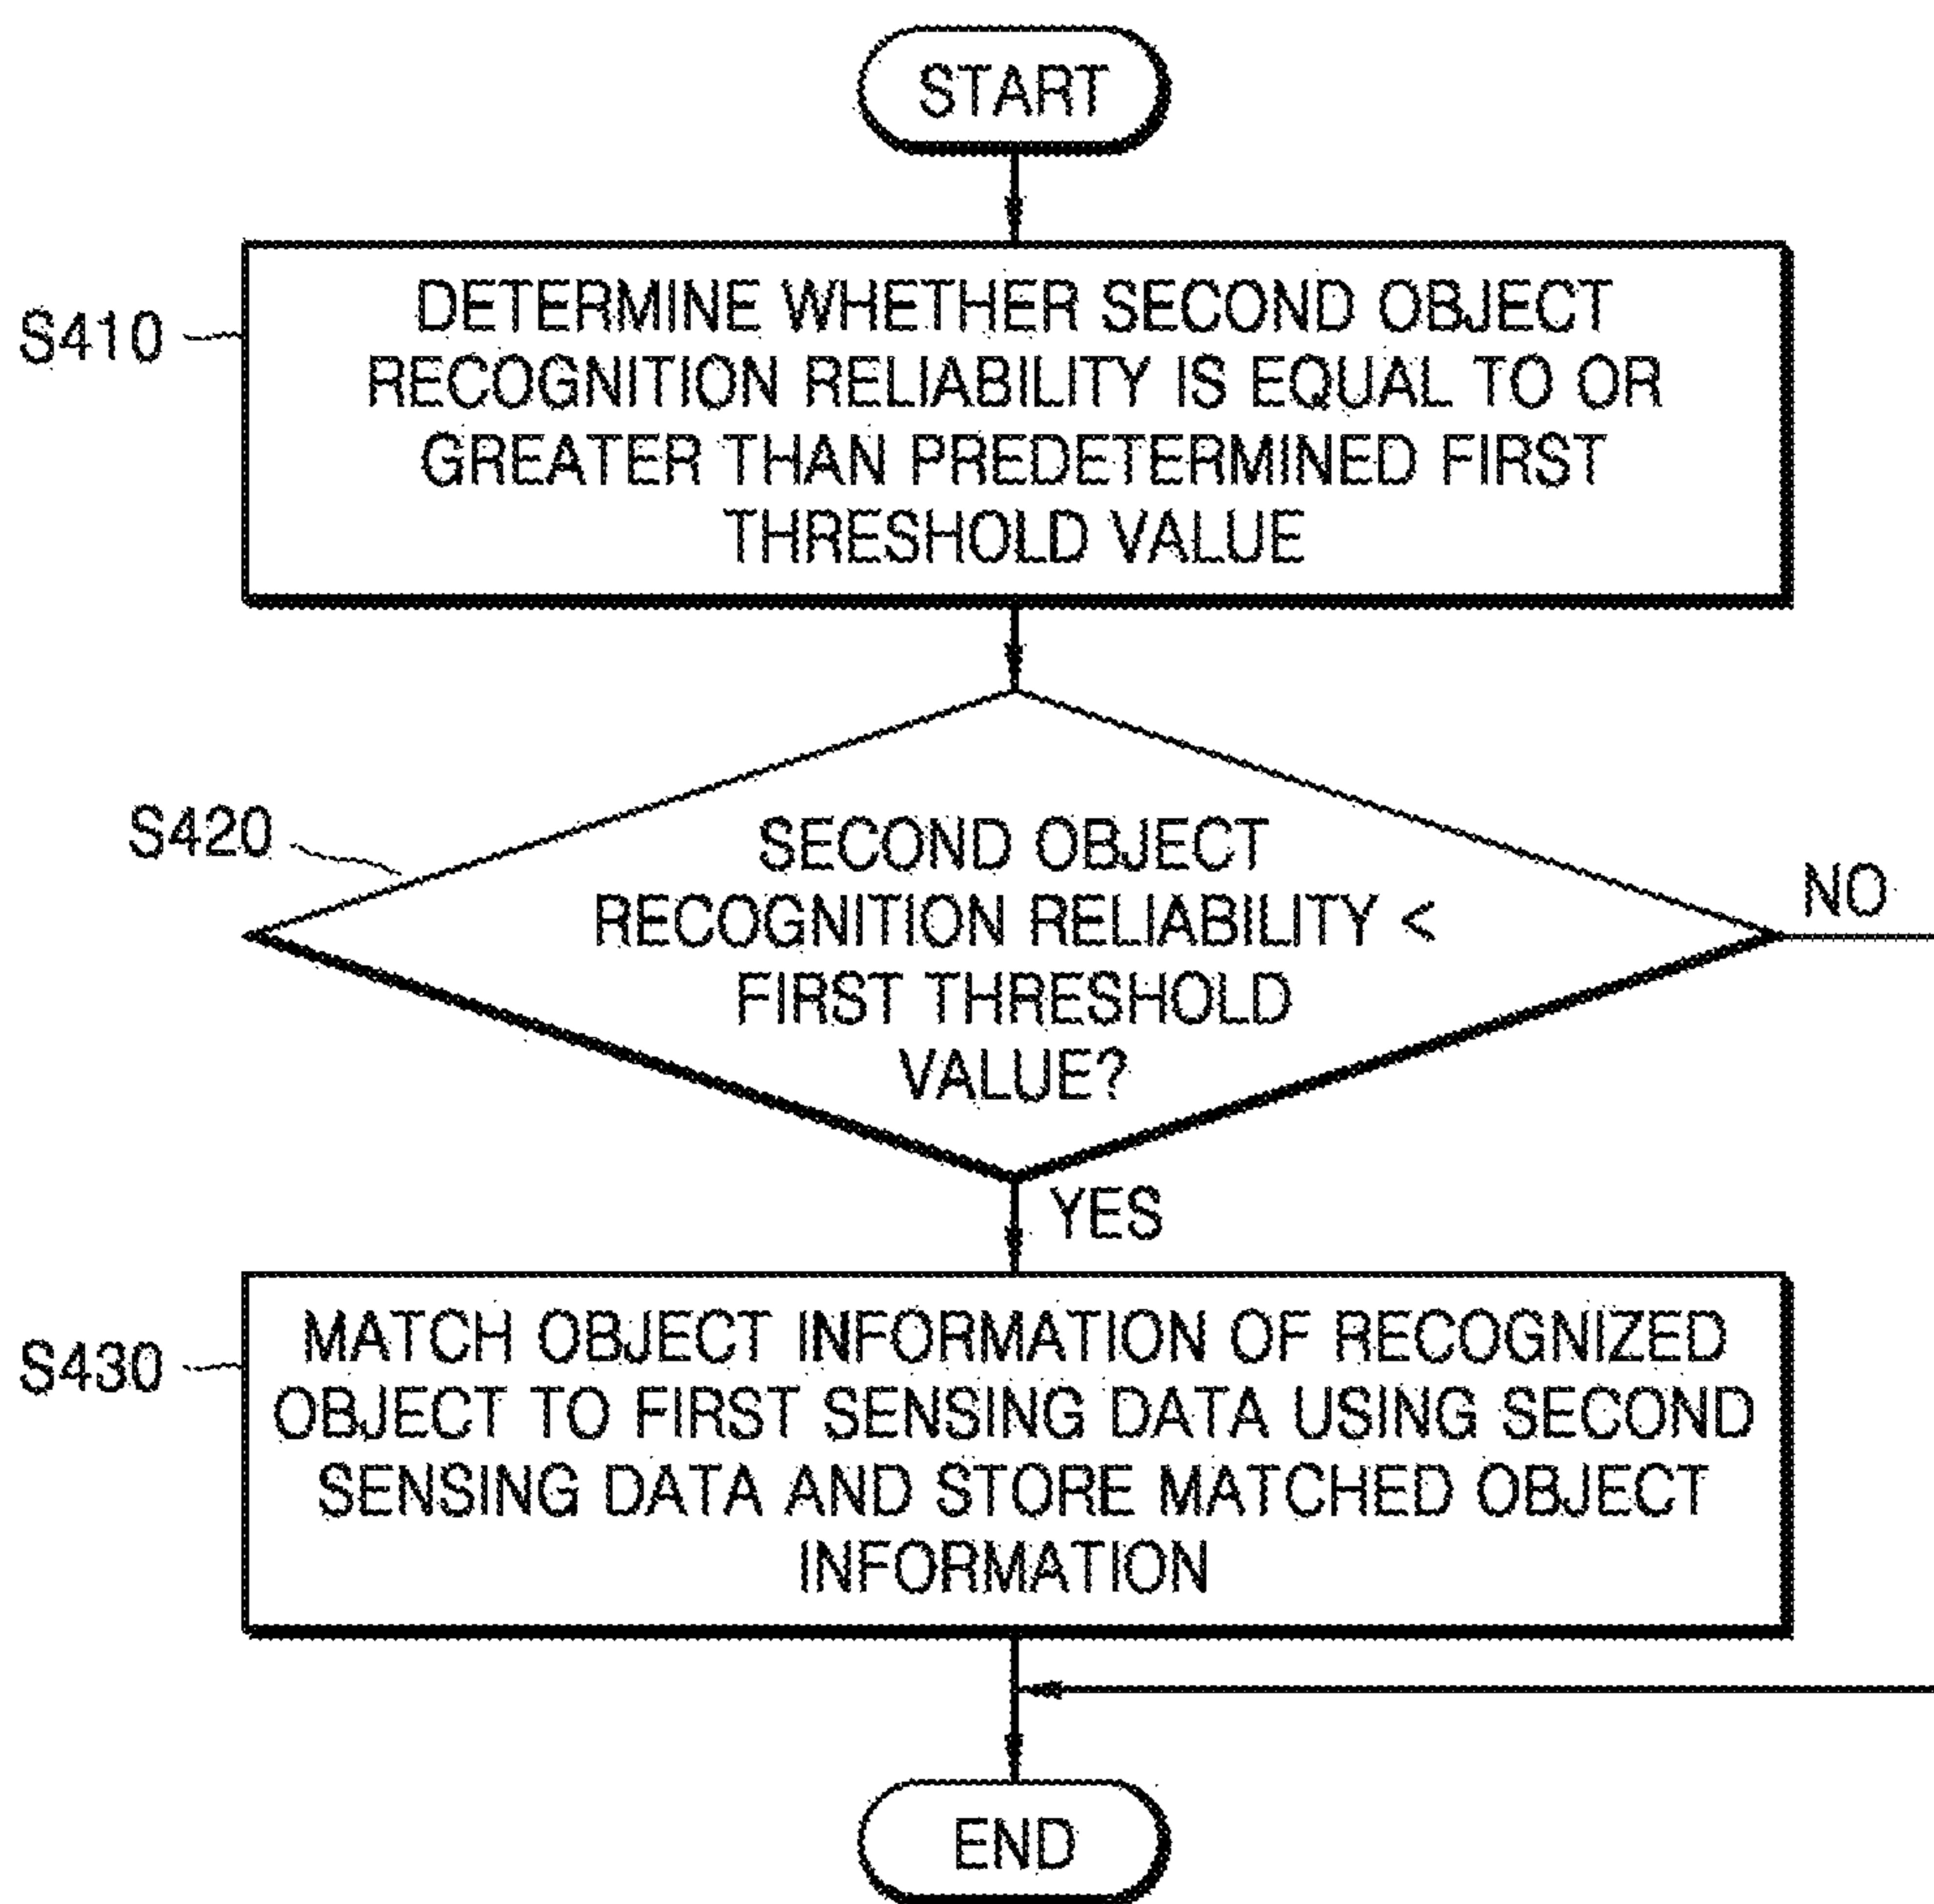 START
S410
DETERMINE WHETHER SECOND OBJECT
RECOGNITION RELIABILITY IS EQUAL TO OR
GREATER THAN PREDETERMINED FIRST
THRESHOLD VALUE
S420
SECOND OBJECT
RECOGNITION RELIABILITY <
FIRST THRESHOLD
VALUE?
NO
YES
S430
MATCH OBJECT INFORMATION OF RECOGNIZED
OBJECT TO FIRST SENSING DATA USING SECOND
SENSING DATA AND STORE MATCHED OBJECT
INFORMATION
END